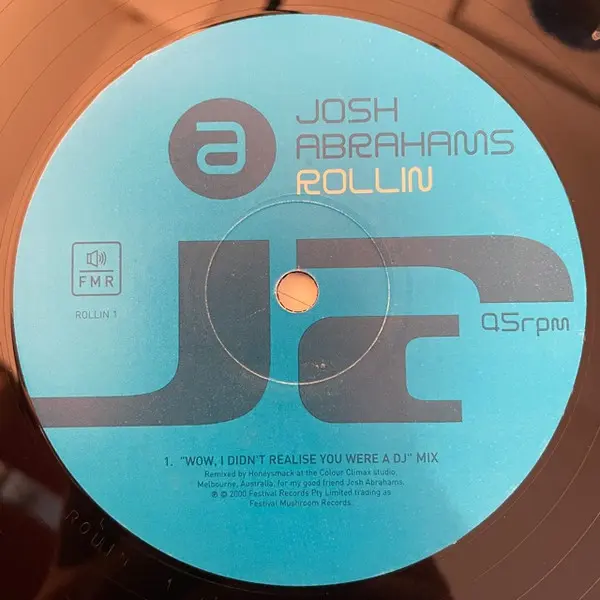 a
JOSH
ABRAHAMS
ROLLIN
FMR
ROLLIN 1
ja
45rpm
1. "WOW, I DIDN'T REALISE YOU WERE A DJ" MIX
Remixed by Honeysmack at the Colour Climax studio,
Melbourne, Australia, for my good friend Josh Abrahams.
℗ © 2000 Festival Records Pty Limited trading as
Festival Mushroom Records.
ROLLIN 1